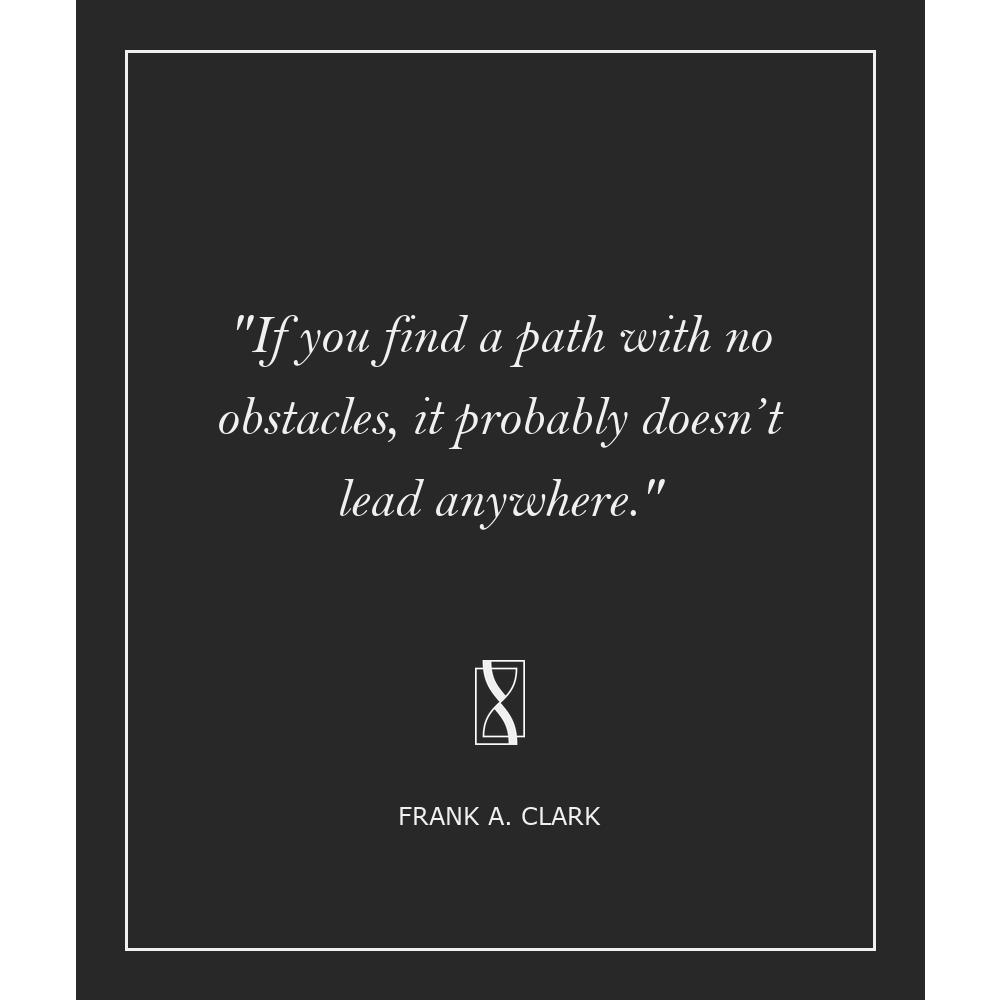 "If you find a path with no
obstacles, it probably doesn’t
lead anywhere."
FRANK A. CLARK